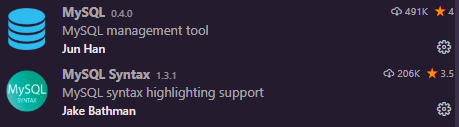 MySQL 0.4.0 491K 4
MySQL management tool
Jun Han
MySQL SYNTAX
MySQL Syntax 1.3.1 206K 3.5
MySQL syntax highlighting support
Jake Bathman